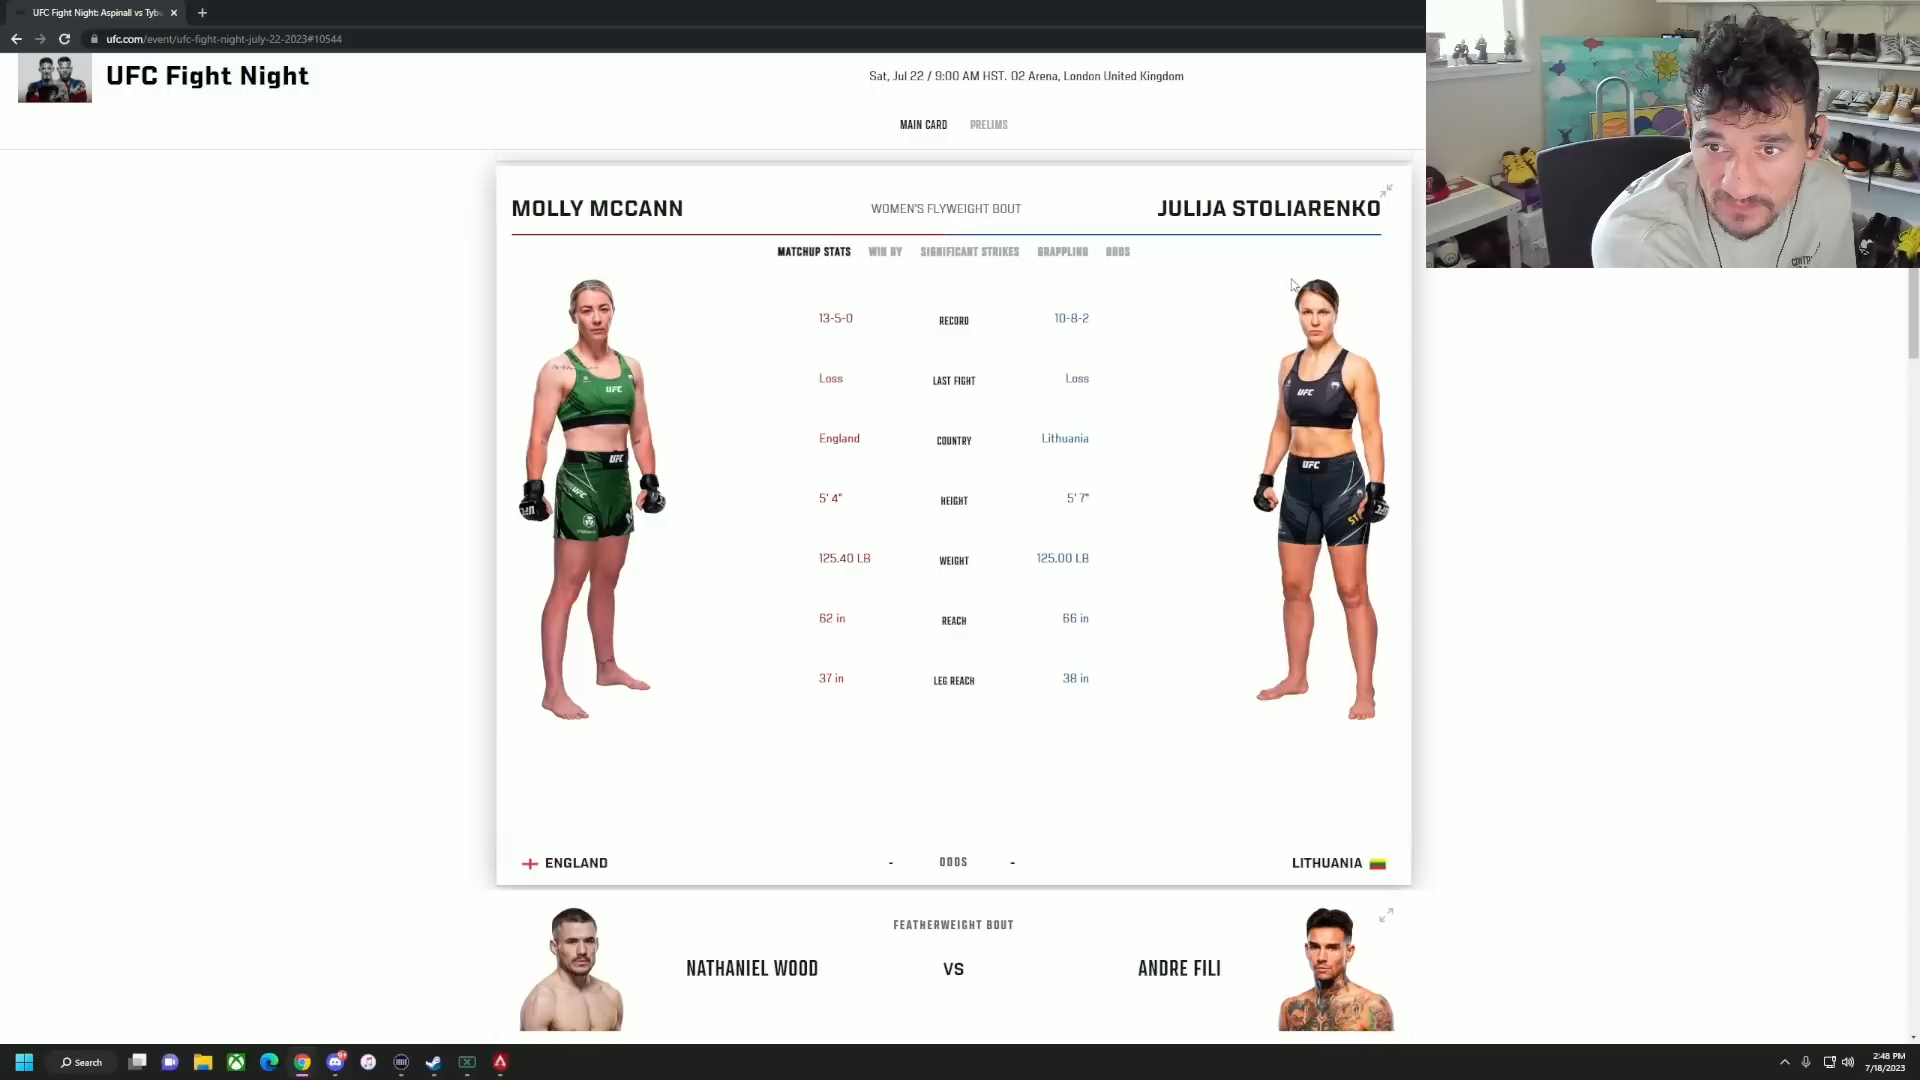 UFC Fight Night: Aspinall vs Tyb
ufc.com/event/ufc-fight-night-july-22-2023#10544
UFC Fight Night
Sat, Jul 22 / 9:00 AM HST. O2 Arena, London United Kingdom
MAIN CARD PRELIMS
MOLLY MCCANN WOMEN'S FLYWEIGHT BOUT JULIJA STOLIARENKO
MATCHUP STATS WIN BY SIGNIFICANT STRIKES GRAPPLING ODDS
13-5-0 RECORD 10-8-2
Loss LAST FIGHT Loss
England COUNTRY Lithuania
5' 4" HEIGHT 5' 7"
125.40 LB WEIGHT 125.00 LB
62 in REACH 66 in
37 in LEG REACH 38 in
UFC
UFC
UFC
UFC
ENGLAND - ODDS - LITHUANIA
FEATHERWEIGHT BOUT
NATHANIEL WOOD VS ANDRE FILI
Search
2:48 PM
7/18/2023